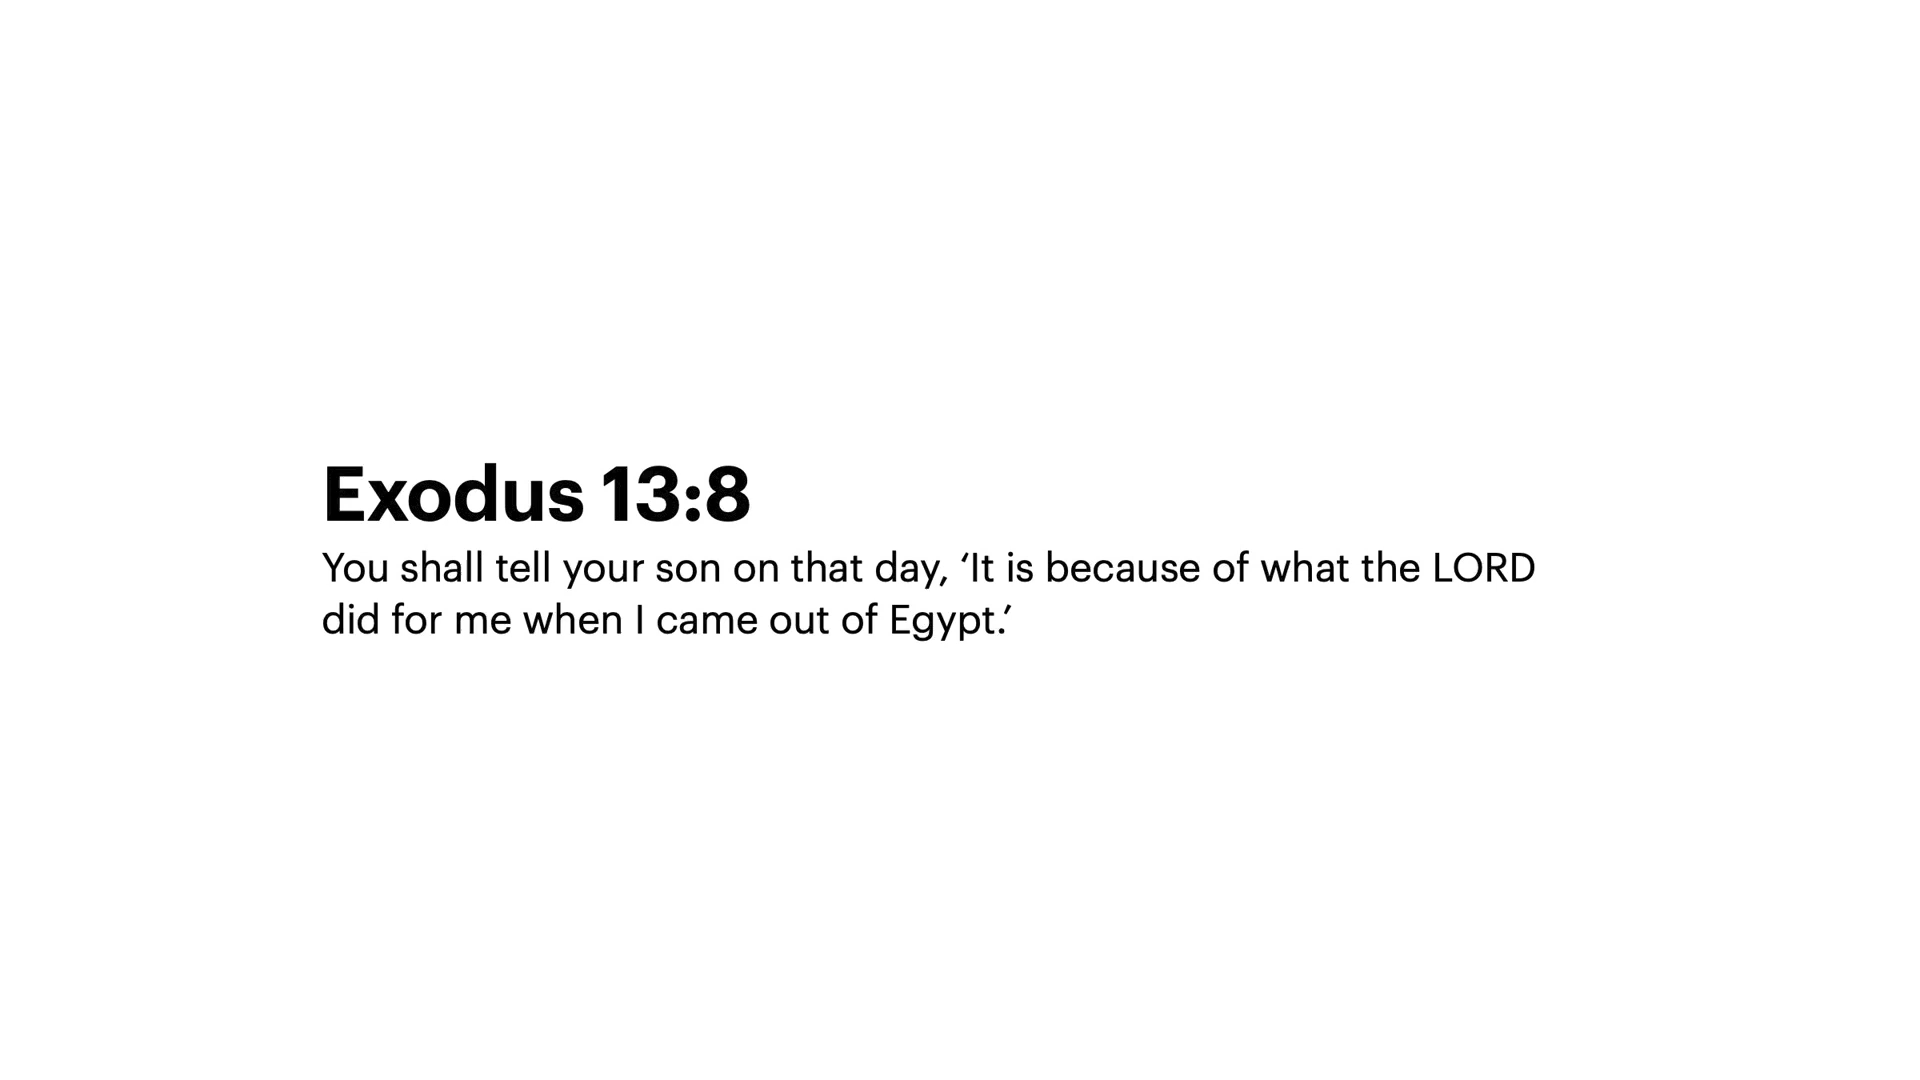 Exodus 13:8
You shall tell your son on that day, ‘It is because of what the LORD
did for me when I came out of Egypt.’